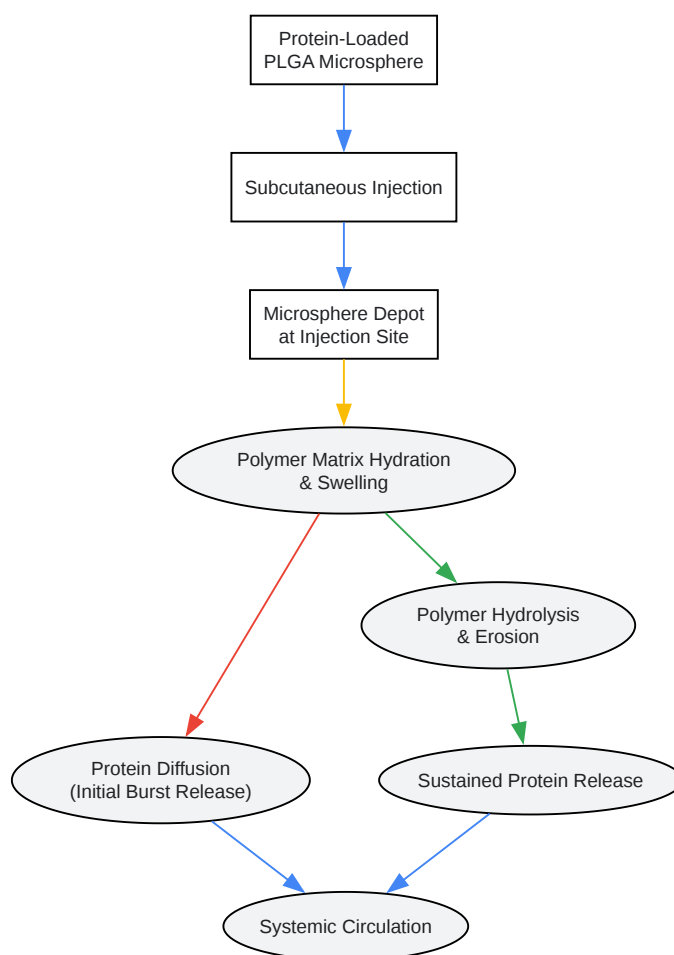 Protein-Loaded
PLGA Microsphere
Subcutaneous Injection
Microsphere Depot
at Injection Site
Polymer Matrix Hydration
& Swelling
Polymer Hydrolysis
& Erosion
Protein Diffusion
(Initial Burst Release)
Sustained Protein Release
Systemic Circulation